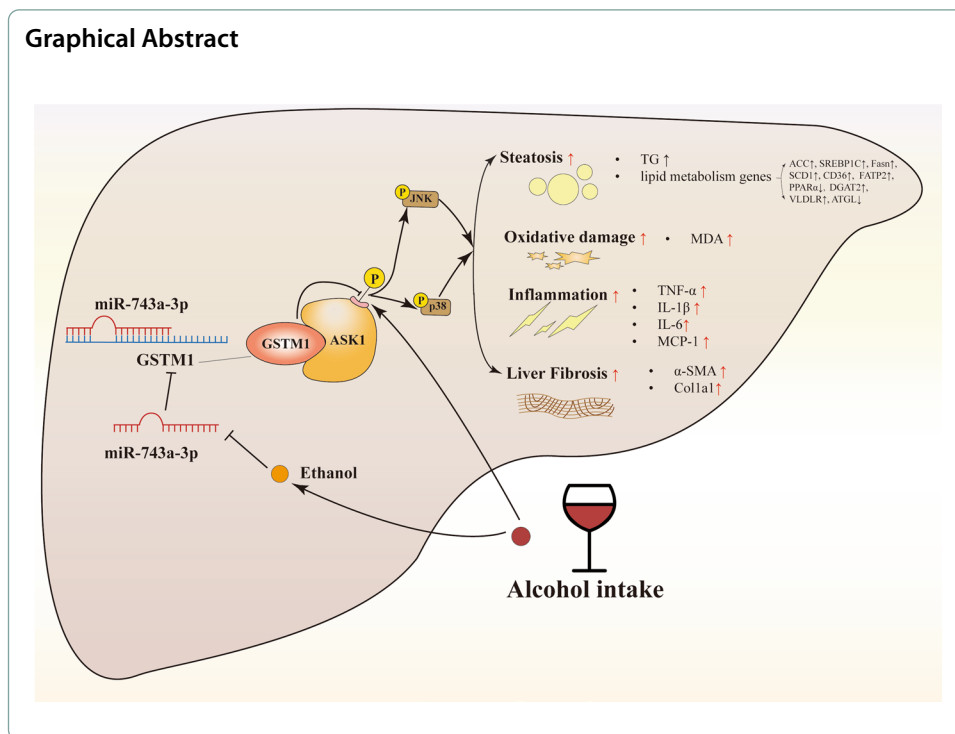 Graphical Abstract
Steatosis ↑
• TG ↑
• lipid metabolism genes
ACC↑, SREBP1C↑, Fasn↑,
SCD1↑, CD36↑, FATP2↑,
PPARα↓, DGAT2↑,
VLDLR↑, ATGL↓
P
JNK
Oxidative damage ↑
• MDA ↑
P
P
p38
Inflammation ↑
• TNF-α ↑
• IL-1β ↑
• IL-6↑
• MCP-1 ↑
miR-743a-3p
GSTM1
GSTM1
ASK1
Liver Fibrosis ↑
• α-SMA ↑
• Col1a1↑
miR-743a-3p
Ethanol
Alcohol intake